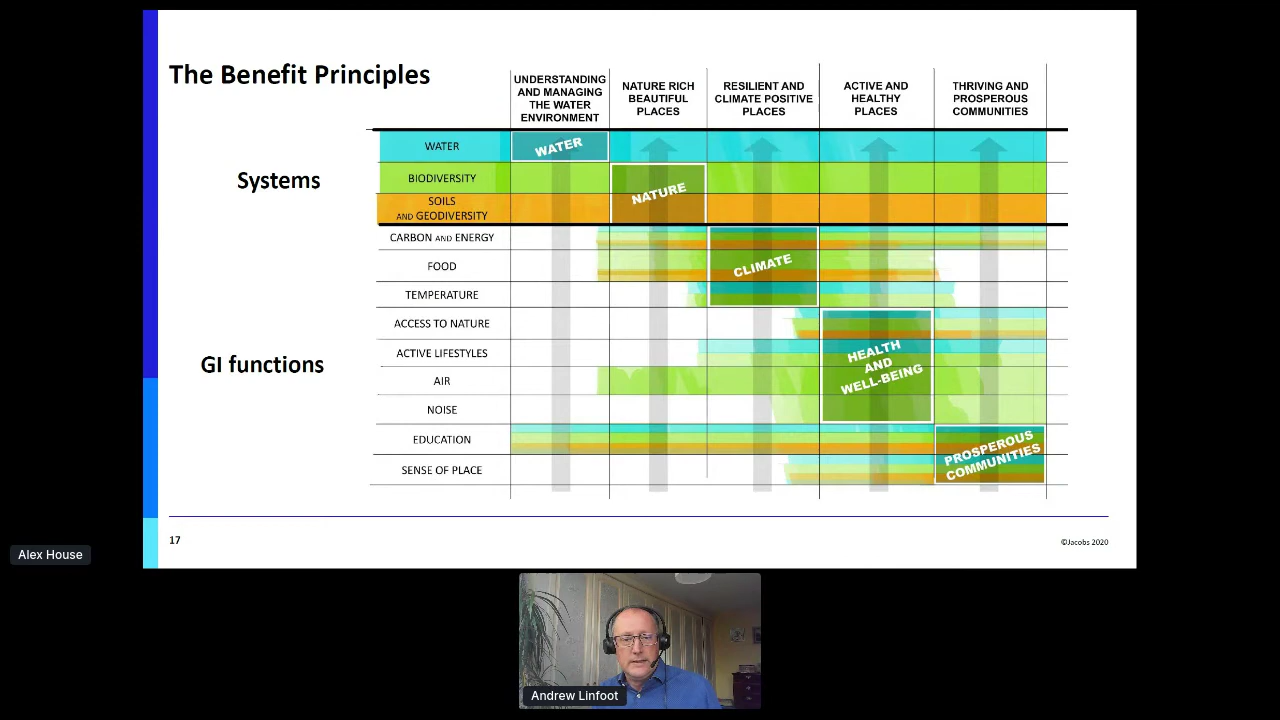 The Benefit Principles
UNDERSTANDING
AND MANAGING
THE WATER
ENVIRONMENT
NATURE RICH
BEAUTIFUL
PLACES
RESILIENT AND
CLIMATE POSITIVE
PLACES
ACTIVE AND
HEALTHY
PLACES
THRIVING AND
PROSPEROUS
COMMUNITIES
Systems
WATER
WATER
BIODIVERSITY
NATURE
SOILS
AND GEODIVERSITY
GI functions
CARBON AND ENERGY
FOOD
CLIMATE
TEMPERATURE
ACCESS TO NATURE
ACTIVE LIFESTYLES
HEALTH
AND
WELL-BEING
AIR
NOISE
EDUCATION
PROSPEROUS
COMMUNITIES
SENSE OF PLACE
17
©Jacobs 2020
Alex House
Andrew Linfoot